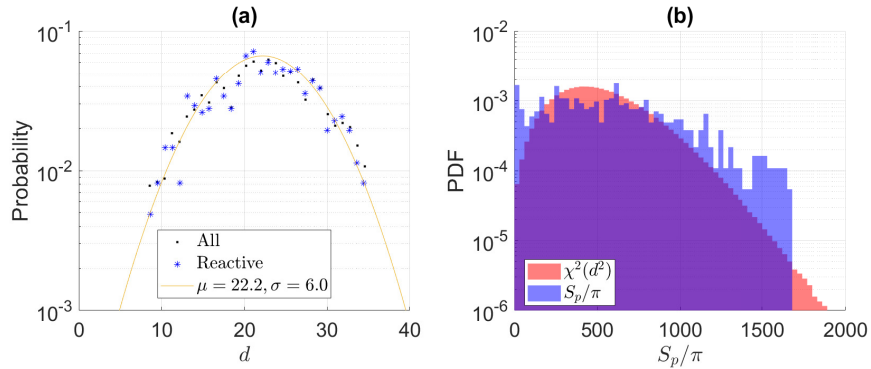 (a)
10^{-1}
10^{-2}
10^{-3}
Probability
All
Reactive
μ = 22.2, σ = 6.0
0 10 20 30 40
d
(b)
10^{-2}
10^{-3}
10^{-4}
10^{-5}
10^{-6}
PDF
χ^2(d^2)
S_p/π
0 500 1000 1500 2000
S_p/π